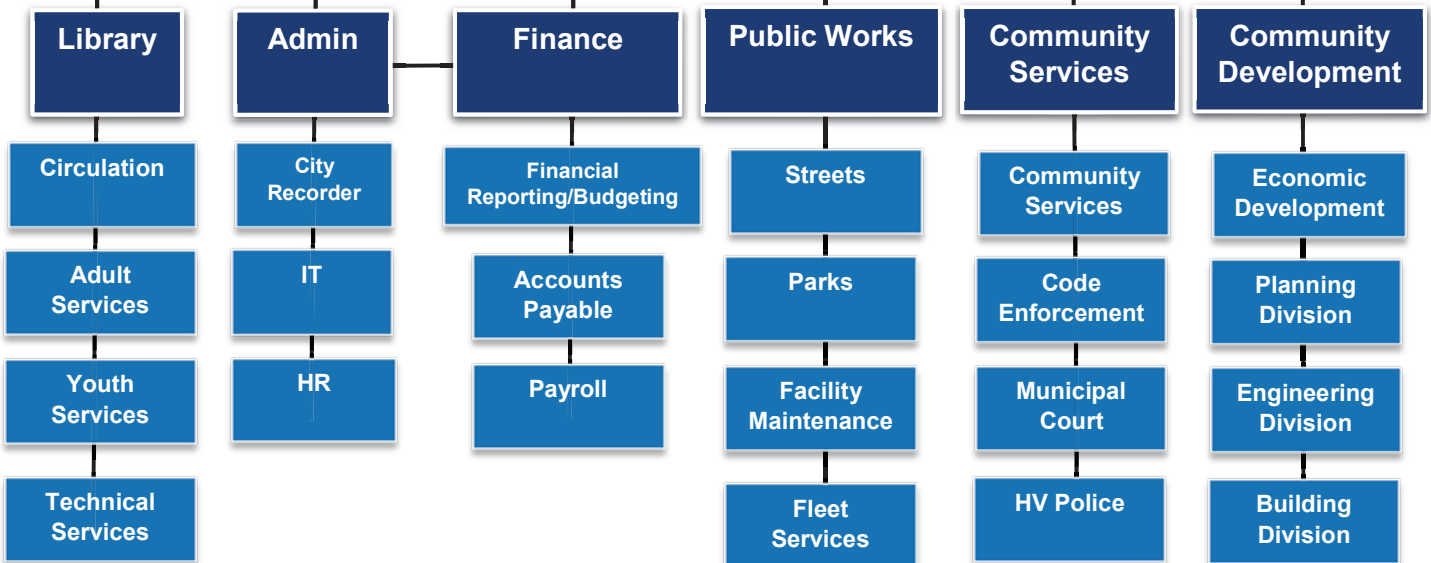 Library
Admin
Finance
Public Works
Community
Services
Community
Development
Circulation
Adult
Services
Youth
Services
Technical
Services
City
Recorder
IT
HR
Financial
Reporting/Budgeting
Accounts
Payable
Payroll
Streets
Parks
Facility
Maintenance
Fleet
Services
Community
Services
Code
Enforcement
Municipal
Court
HV Police
Economic
Development
Planning
Division
Engineering
Division
Building
Division